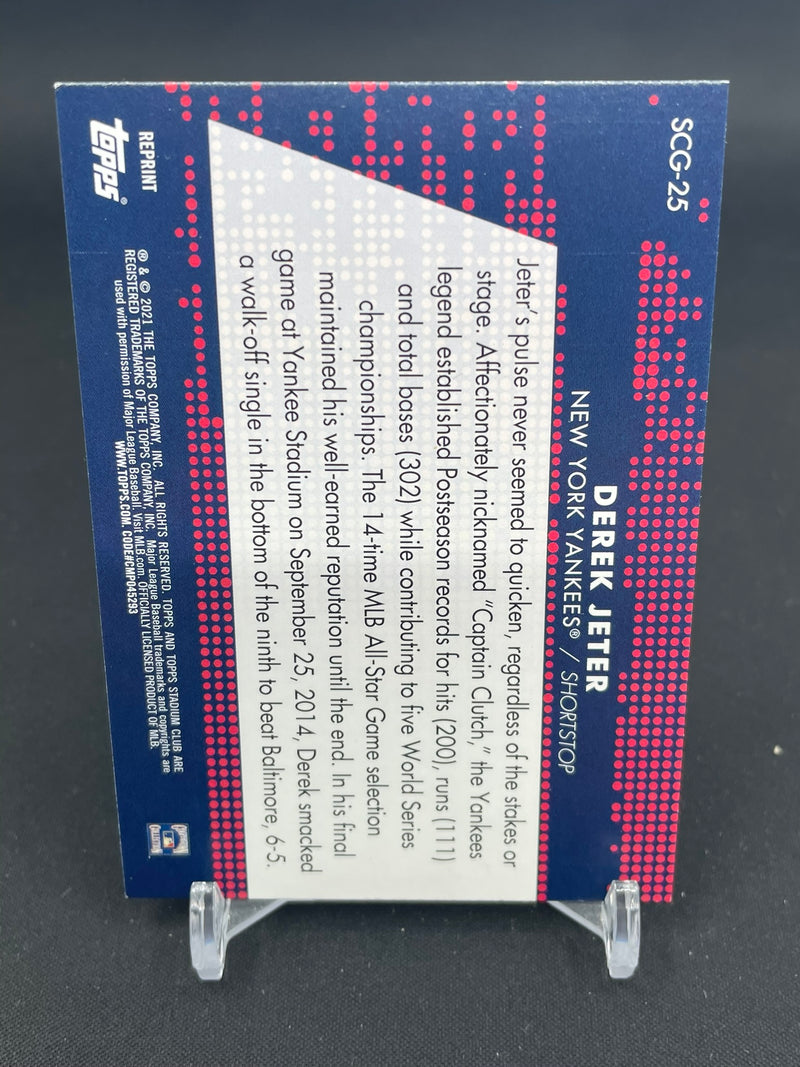 SCG-25
DEREK JETER
NEW YORK YANKEES® / SHORTSTOP
Jeter's pulse never seemed to quicken, regardless of the stakes or
stage. Affectionately nicknamed "Captain Clutch," the Yankees
legend established Postseason records for hits (200), runs (111)
and total bases (302) while contributing to five World Series
championships. The 14-time MLB All-Star Game selection
maintained his well-earned reputation until the end. In his final
game at Yankee Stadium on September 25, 2014, Derek smacked
a walk-off single in the bottom of the ninth to beat Baltimore, 6-5.
REPRINT
topps®
® & © 2021 THE TOPPS COMPANY, INC. ALL RIGHTS RESERVED. TOPPS AND TOPPS STADIUM CLUB ARE
REGISTERED TRADEMARKS OF THE TOPPS COMPANY, INC. Major League Baseball trademarks and copyrights are
used with permission of Major League Baseball. Visit MLB.com. OFFICIALLY LICENSED PRODUCT OF MLB.
WWW.TOPPS.COM. CODE#CMP045293